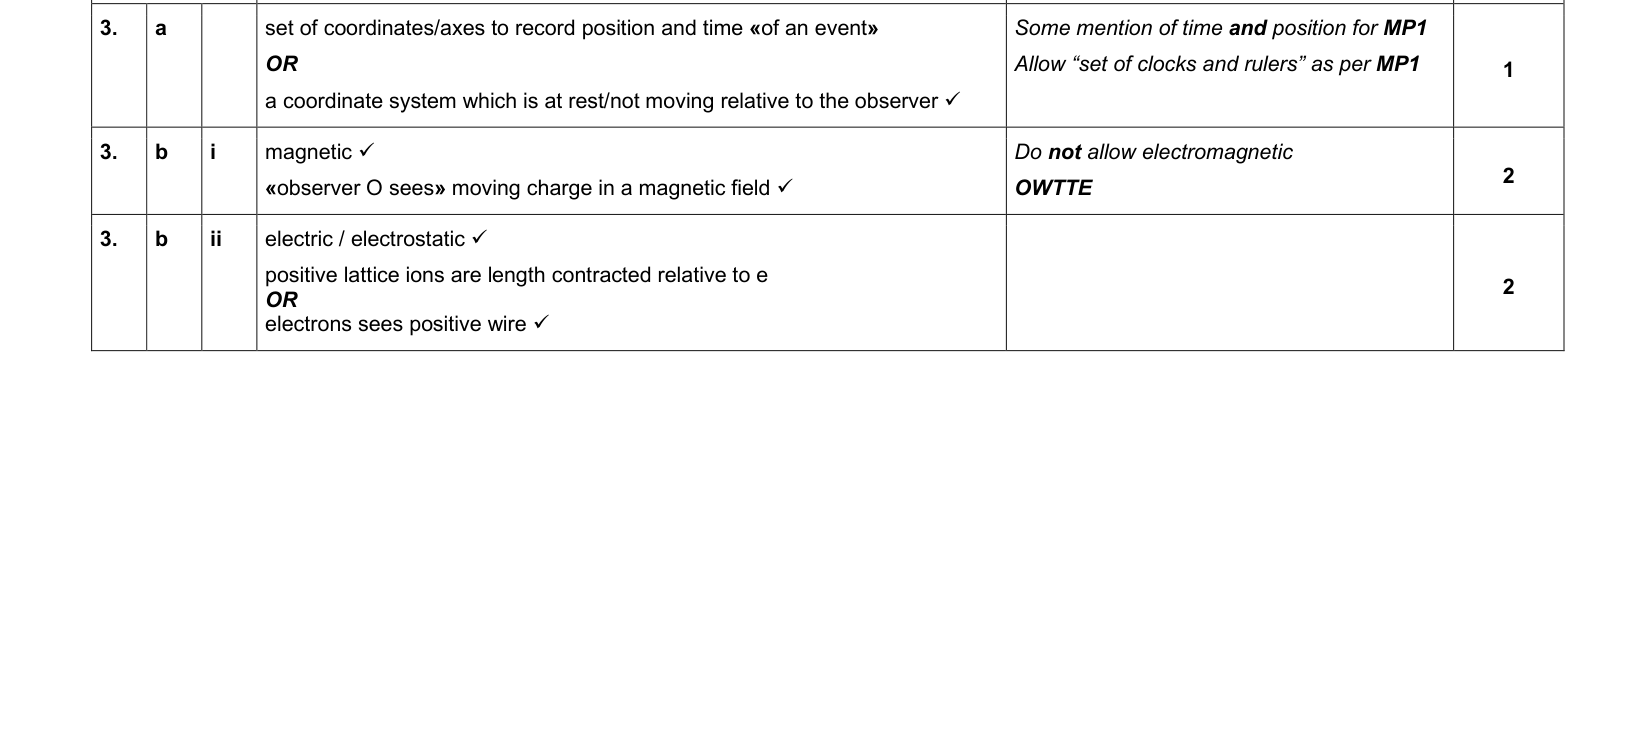 3. a set of coordinates/axes to record position and time «of an event» Some mention of time and position for MP1
OR Allow “set of clocks and rulers” as per MP1
1
a coordinate system which is at rest/not moving relative to the observer ✓
3. b i magnetic ✓ Do not allow electromagnetic
2
«observer O sees» moving charge in a magnetic field ✓ OWTTE
3. b ii electric / electrostatic ✓
positive lattice ions are length contracted relative to e
2
OR
electrons sees positive wire ✓